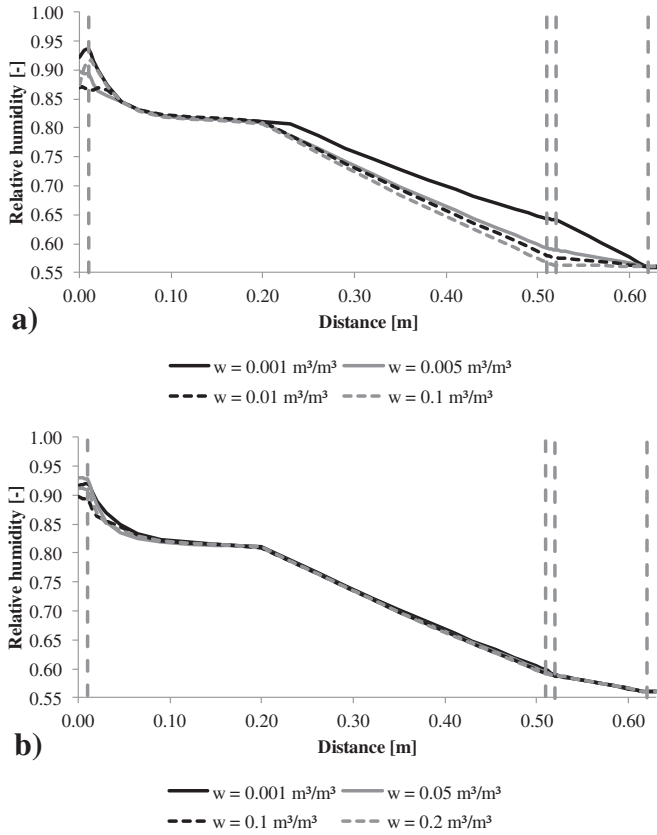 1.00
0.95
0.90
0.85
0.80
0.75
0.70
0.65
0.60
0.55
Relative humidity [-]
0.00 0.10 0.20 0.30 0.40 0.50 0.60
Distance [m]
a)
w = 0.001 m³/m³ w = 0.005 m³/m³
w = 0.01 m³/m³ w = 0.1 m³/m³
1.00
0.95
0.90
0.85
0.80
0.75
0.70
0.65
0.60
0.55
Relative humidity [-]
0.00 0.10 0.20 0.30 0.40 0.50 0.60
Distance [m]
b)
w = 0.001 m³/m³ w = 0.05 m³/m³
w = 0.1 m³/m³ w = 0.2 m³/m³